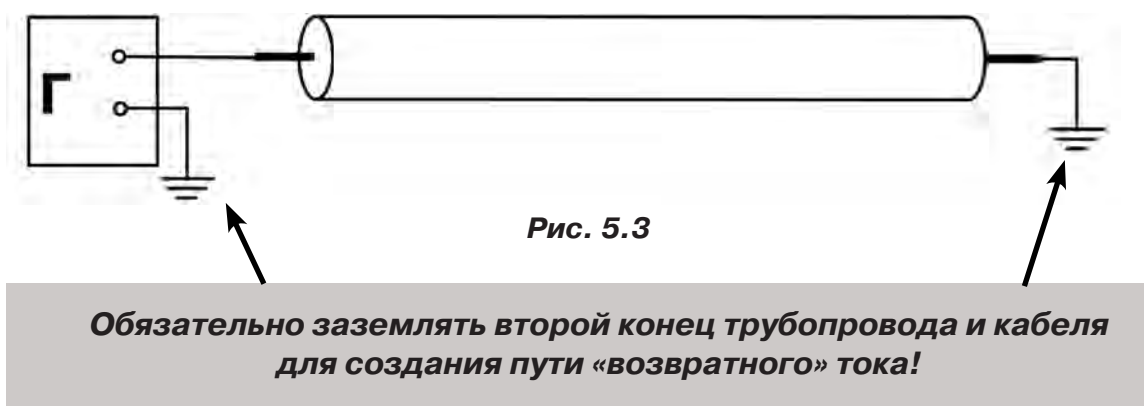 Г
Рис. 5.3
Обязательно заземлять второй конец трубопровода и кабеля
для создания пути «возвратного» тока!